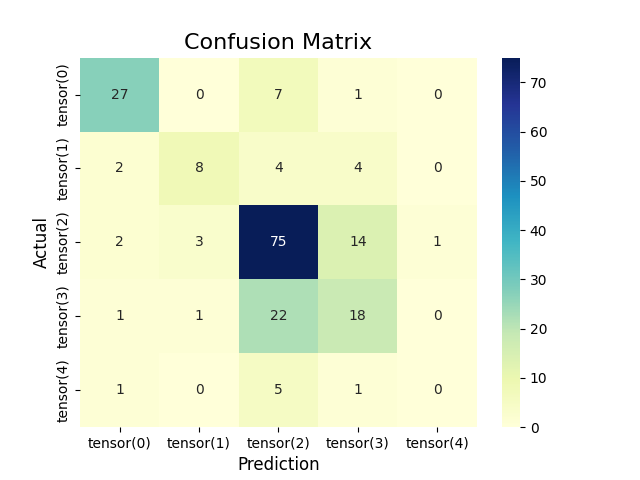 Confusion Matrix
tensor(0) 27 0 7 1 0
tensor(1) 2 8 4 4 0
tensor(2) 2 3 75 14 1
tensor(3) 1 1 22 18 0
tensor(4) 1 0 5 1 0
Actual
tensor(0) tensor(1) tensor(2) tensor(3) tensor(4)
Prediction
70
60
50
40
30
20
10
0